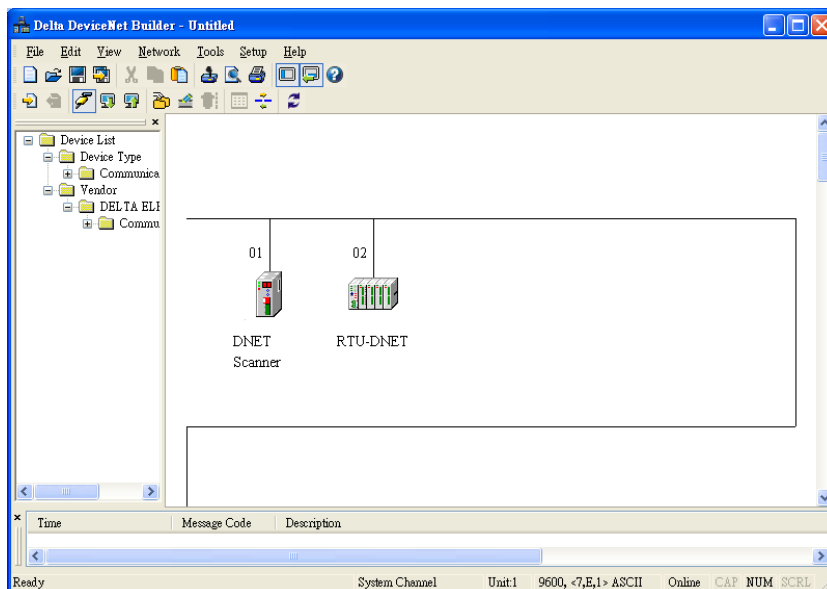 Delta DeviceNet Builder - Untitled
File Edit View Network Tools Setup Help
Device List
Device Type
Communica
Vendor
DELTA ELI
Commu
01
02
DNET
Scanner
RTU-DNET
Time Message Code Description
Ready System Channel Unit:1 9600, <7,E,1> ASCII Online CAP NUM SCRL